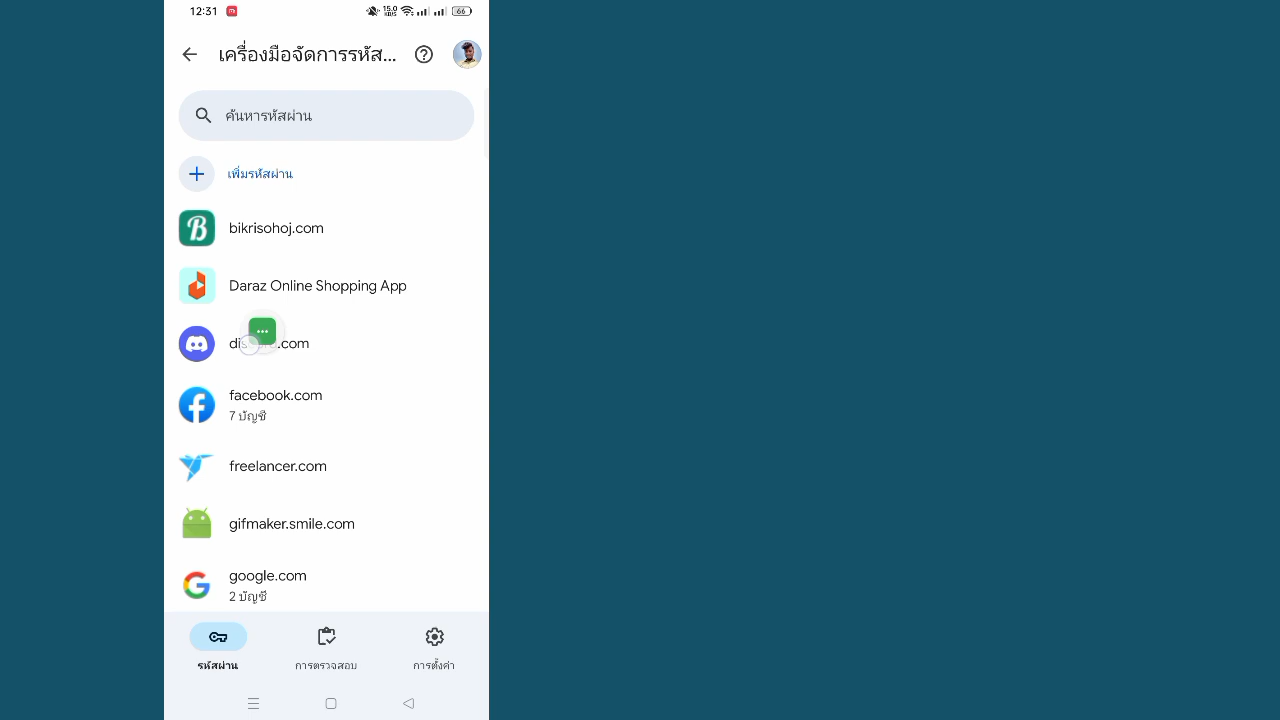 12:31
15.0
KB/S
66
เครื่องมือจัดการรหัส...
ค้นหารหัสผ่าน
เพิ่มรหัสผ่าน
bikrisohoj.com
Daraz Online Shopping App
.com
facebook.com
7 บัญชี
freelancer.com
gifmaker.smile.com
google.com
2 บัญชี
รหัสผ่าน
การตรวจสอบ
การตั้งค่า